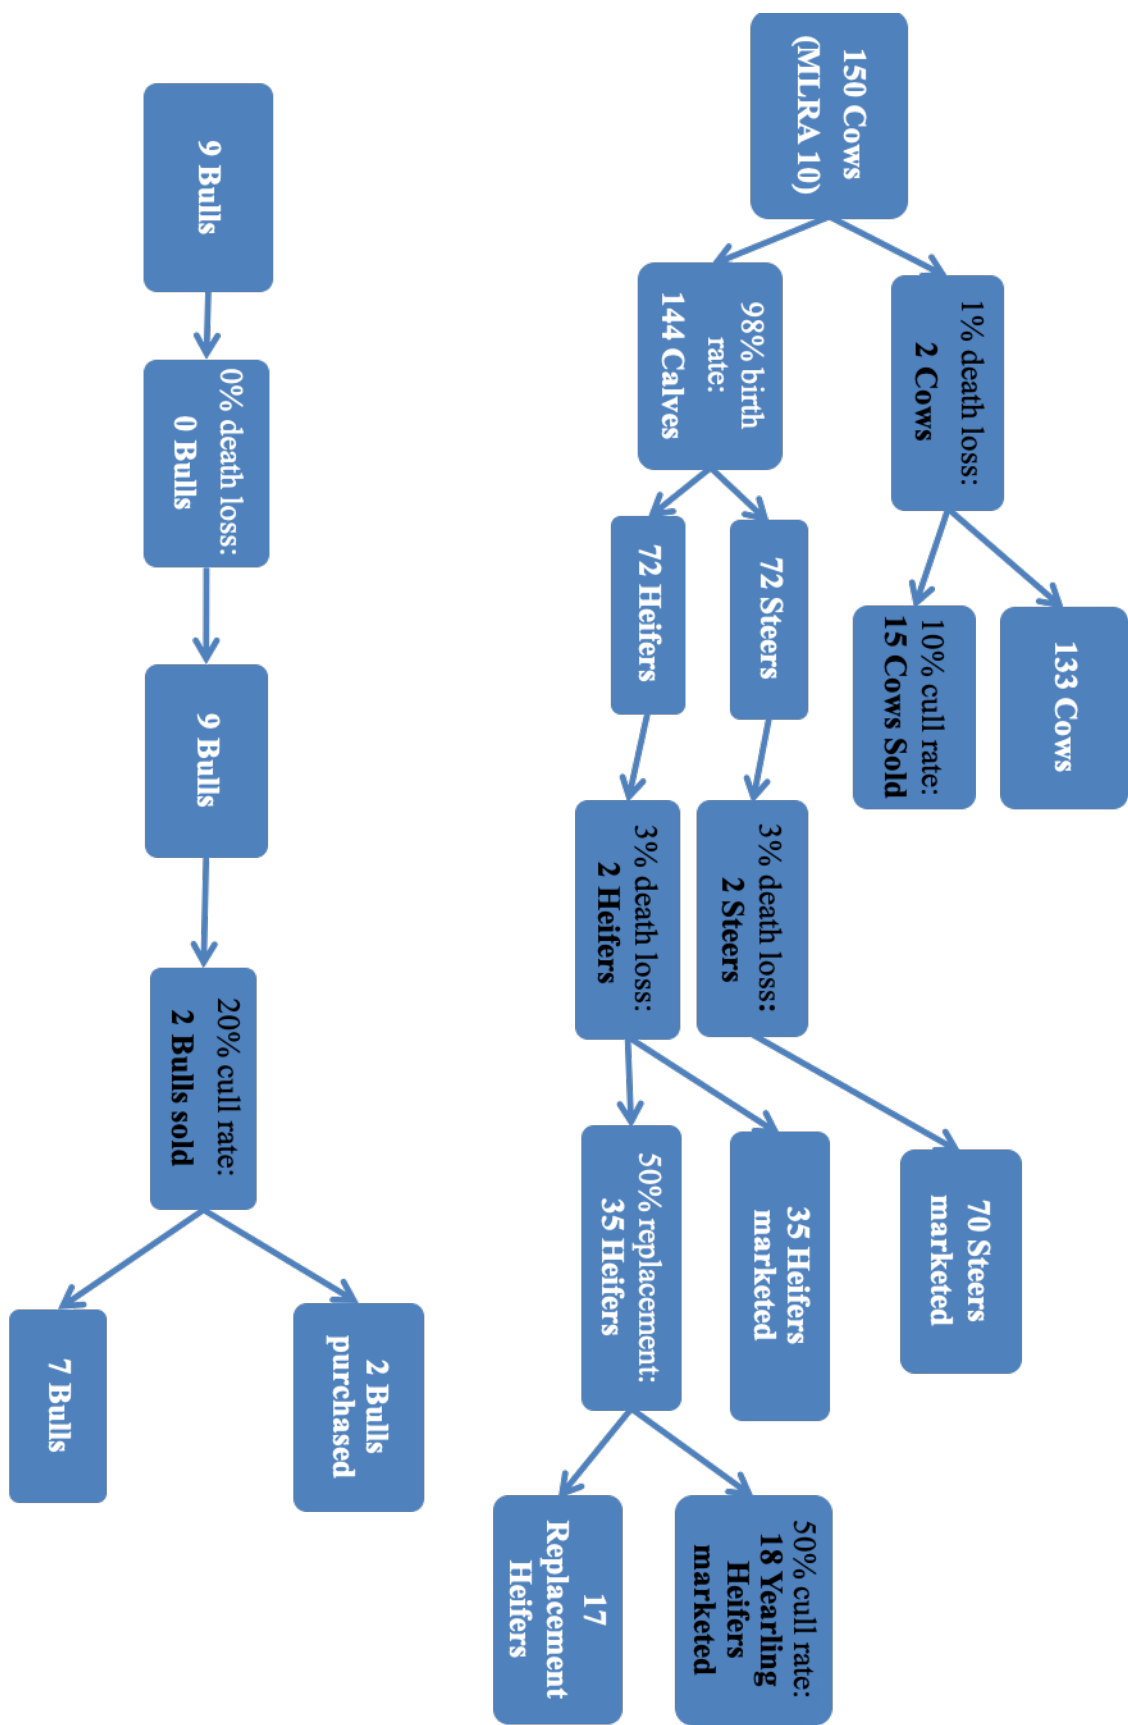 150 Cows
(MLRA 10)
1% death loss:
2 Cows
133 Cows
10% cull rate:
15 Cows Sold
98% birth
rate:
144 Calves
72 Steers
3% death loss:
2 Steers
70 Steers
marketed
72 Heifers
3% death loss:
2 Heifers
35 Heifers
marketed
50% replacement:
35 Heifers
50% cull rate:
18 Yearling
Heifers
marketed
17
Replacement
Heifers
9 Bulls
0% death loss:
0 Bulls
9 Bulls
20% cull rate:
2 Bulls sold
2 Bulls
purchased
7 Bulls